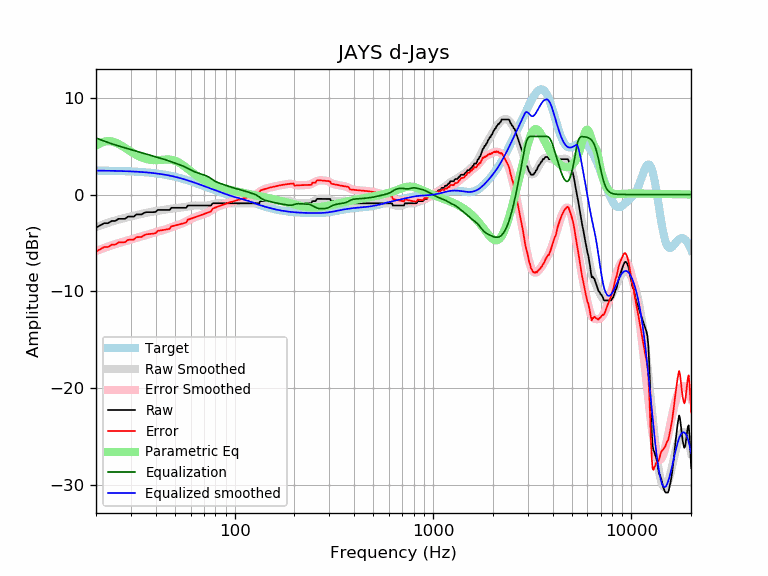 JAYS d-Jays
10
0
−10
−20
−30
Amplitude (dBr)
Target
Raw Smoothed
Error Smoothed
Raw
Error
Parametric Eq
Equalization
Equalized smoothed
100 1000 10000
Frequency (Hz)